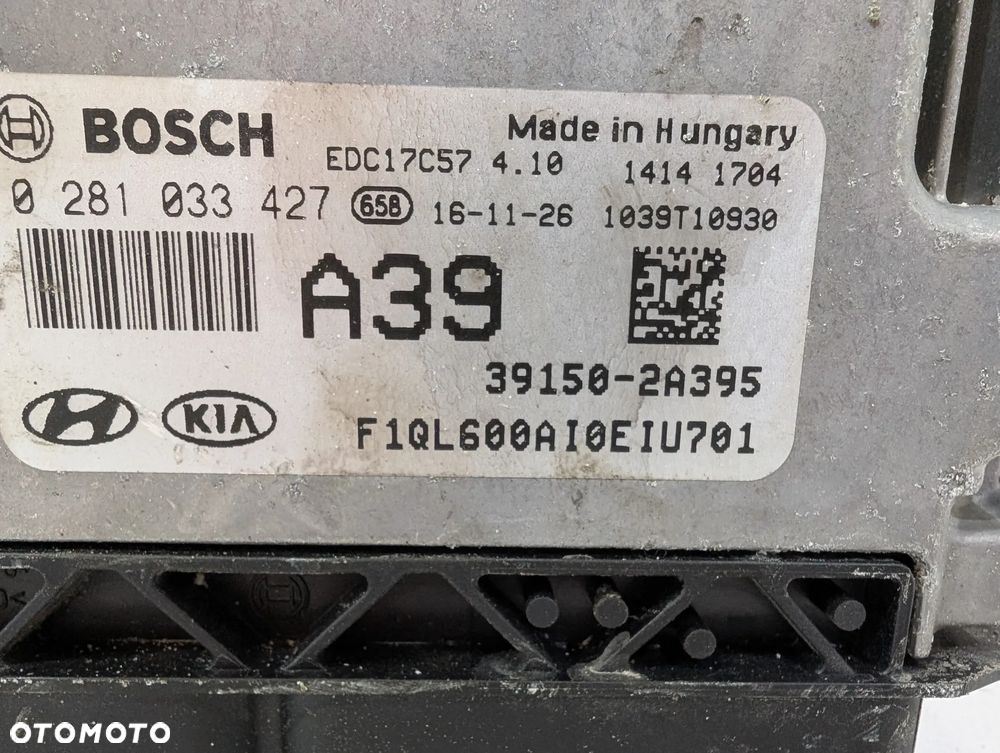 BOSCH
Made in Hungary
EDC17C57 4.10
1414 1704
0 281 033 427
658
16-11-26
1039T10930
A39
39150-2A395
KIA
F1QL600AI0EIU701
OTOMOTO